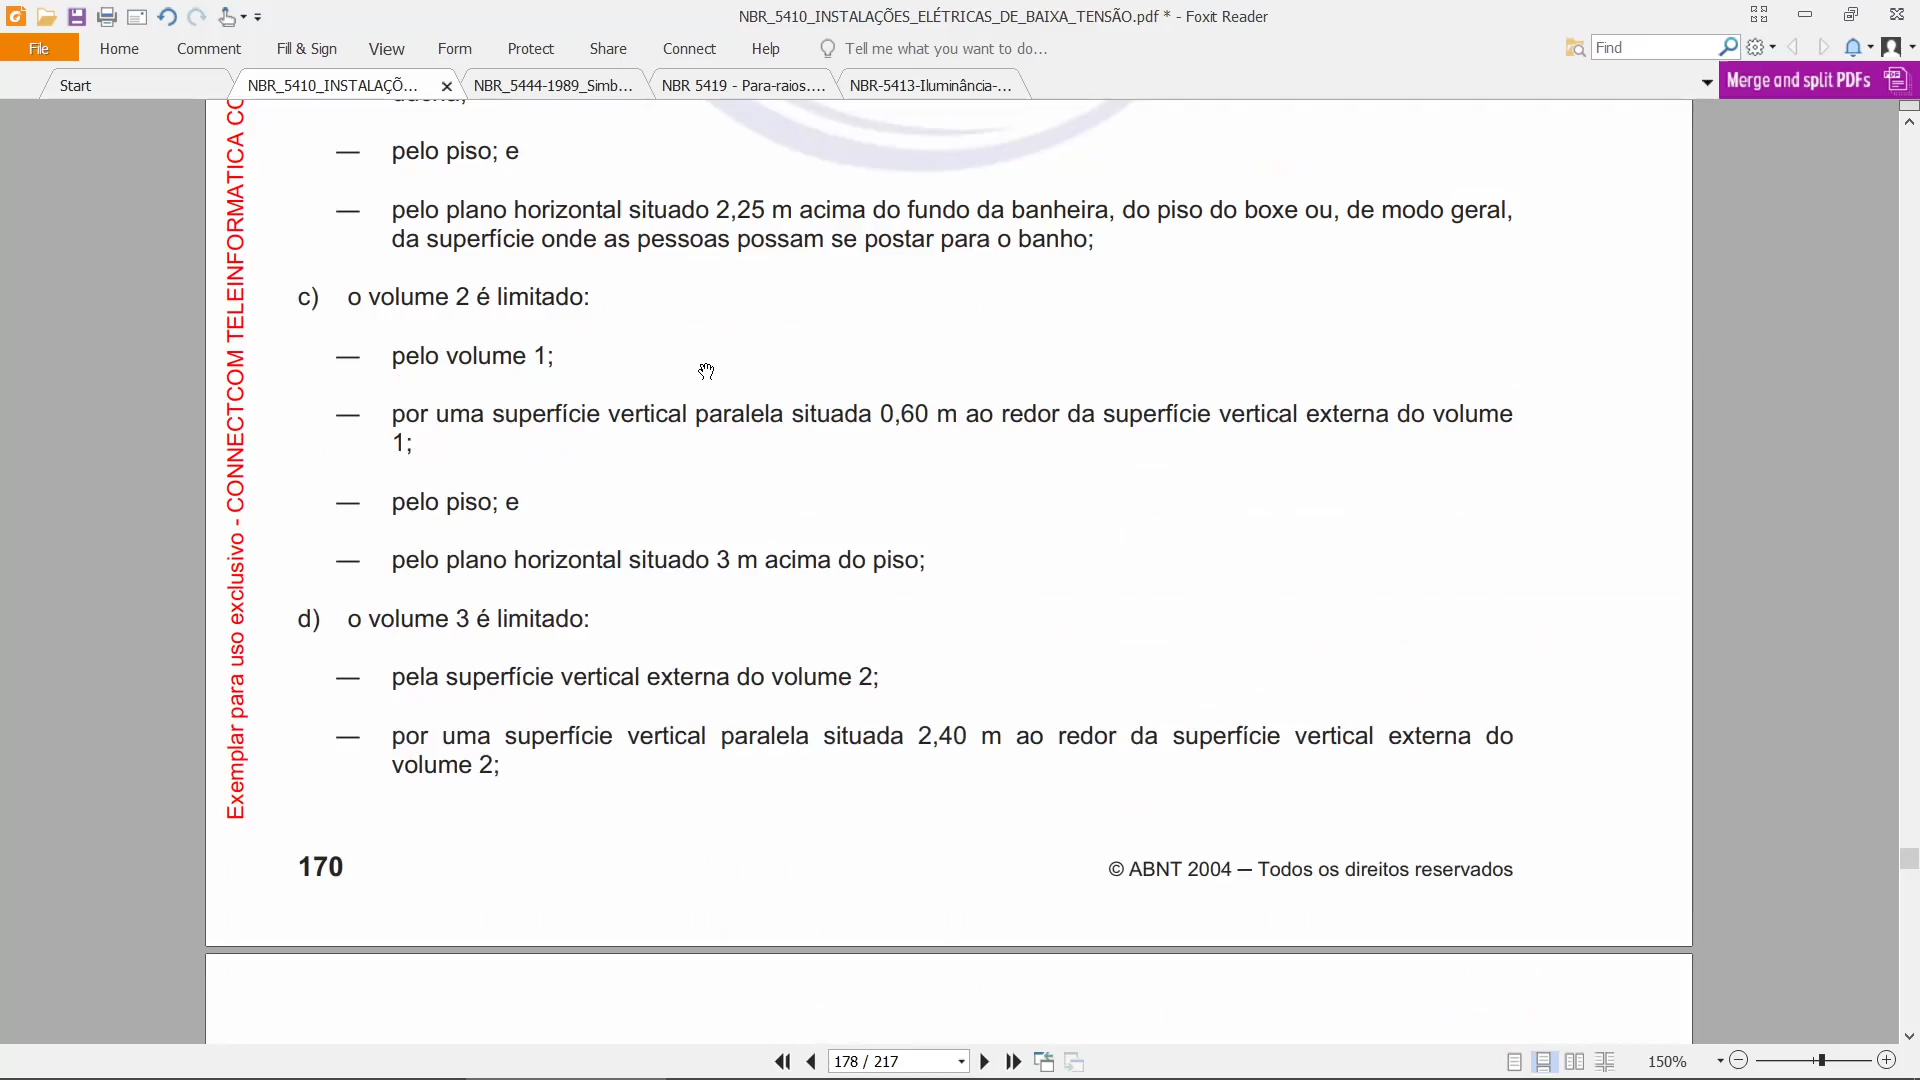 NBR_5410_INSTALAÇÕES_ELÉTRICAS_DE_BAIXA_TENSÃO.pdf * - Foxit Reader
File Home Comment Fill & Sign View Form Protect Share Connect Help Tell me what you want to do... Find
Start NBR_5410_INSTALAÇÕ... NBR_5444-1989_Simb... NBR 5419 - Para-raios.... NBR-5413-Iluminância-... Merge and split PDFs
Exemplar para uso exclusivo - CONNECTCOM TELEINFORMATICA CO
— pelo piso; e
— pelo plano horizontal situado 2,25 m acima do fundo da banheira, do piso do boxe ou, de modo geral,
da superfície onde as pessoas possam se postar para o banho;
c) o volume 2 é limitado:
— pelo volume 1;
— por uma superfície vertical paralela situada 0,60 m ao redor da superfície vertical externa do volume
1;
— pelo piso; e
— pelo plano horizontal situado 3 m acima do piso;
d) o volume 3 é limitado:
— pela superfície vertical externa do volume 2;
— por uma superfície vertical paralela situada 2,40 m ao redor da superfície vertical externa do
volume 2;
170 © ABNT 2004 ─ Todos os direitos reservados
178 / 217 150%